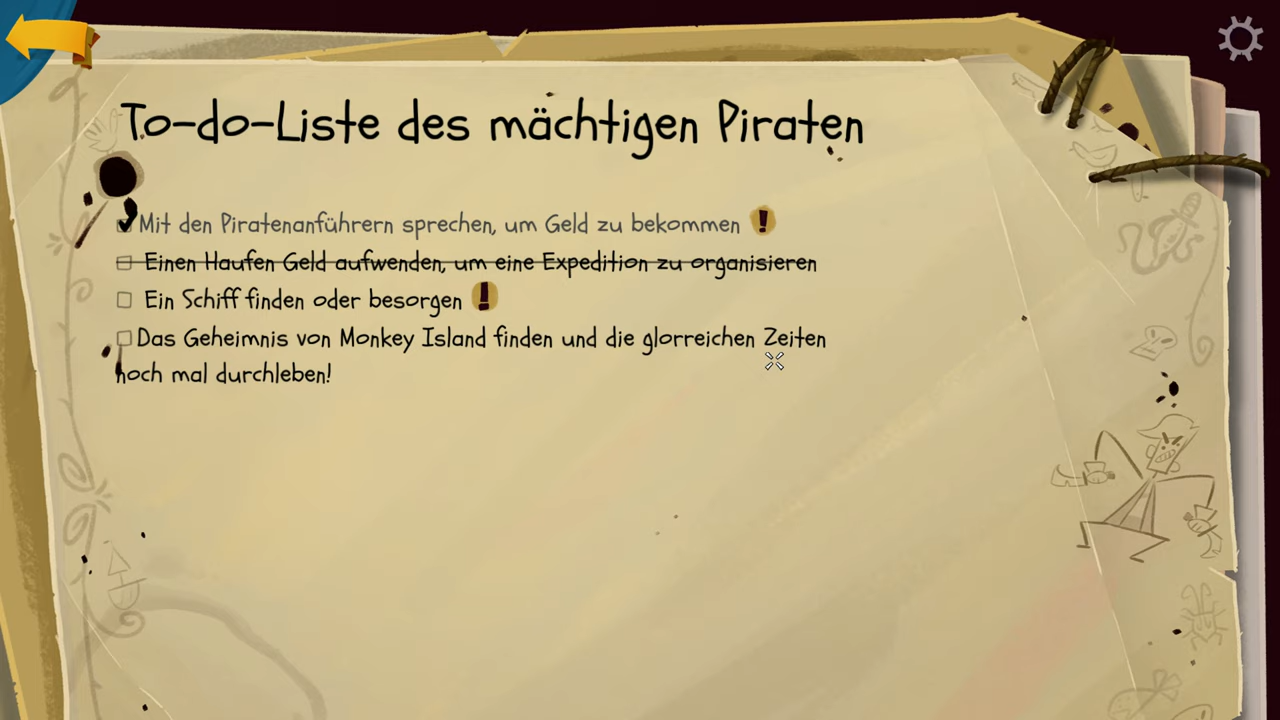 To-do-Liste des mächtigen Piraten
Mit den Piratenanführern sprechen, um Geld zu bekommen !
Einen Haufen Geld aufwenden, um eine Expedition zu organisieren
Ein Schiff finden oder besorgen !
Das Geheimnis von Monkey Island finden und die glorreichen Zeiten
noch mal durchleben!